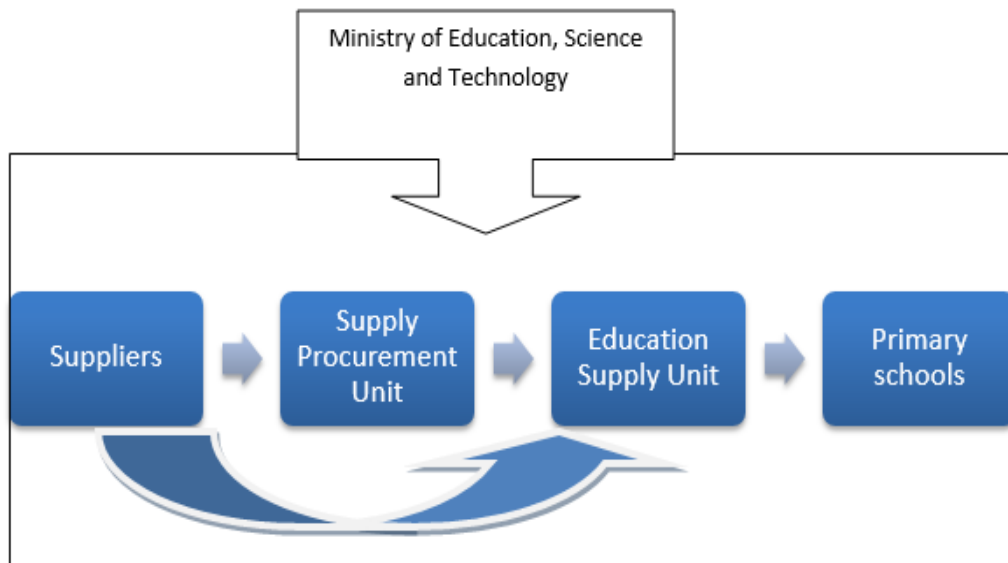 Ministry of Education, Science
and Technology
Suppliers
Supply
Procurement
Unit
Education
Supply Unit
Primary
schools